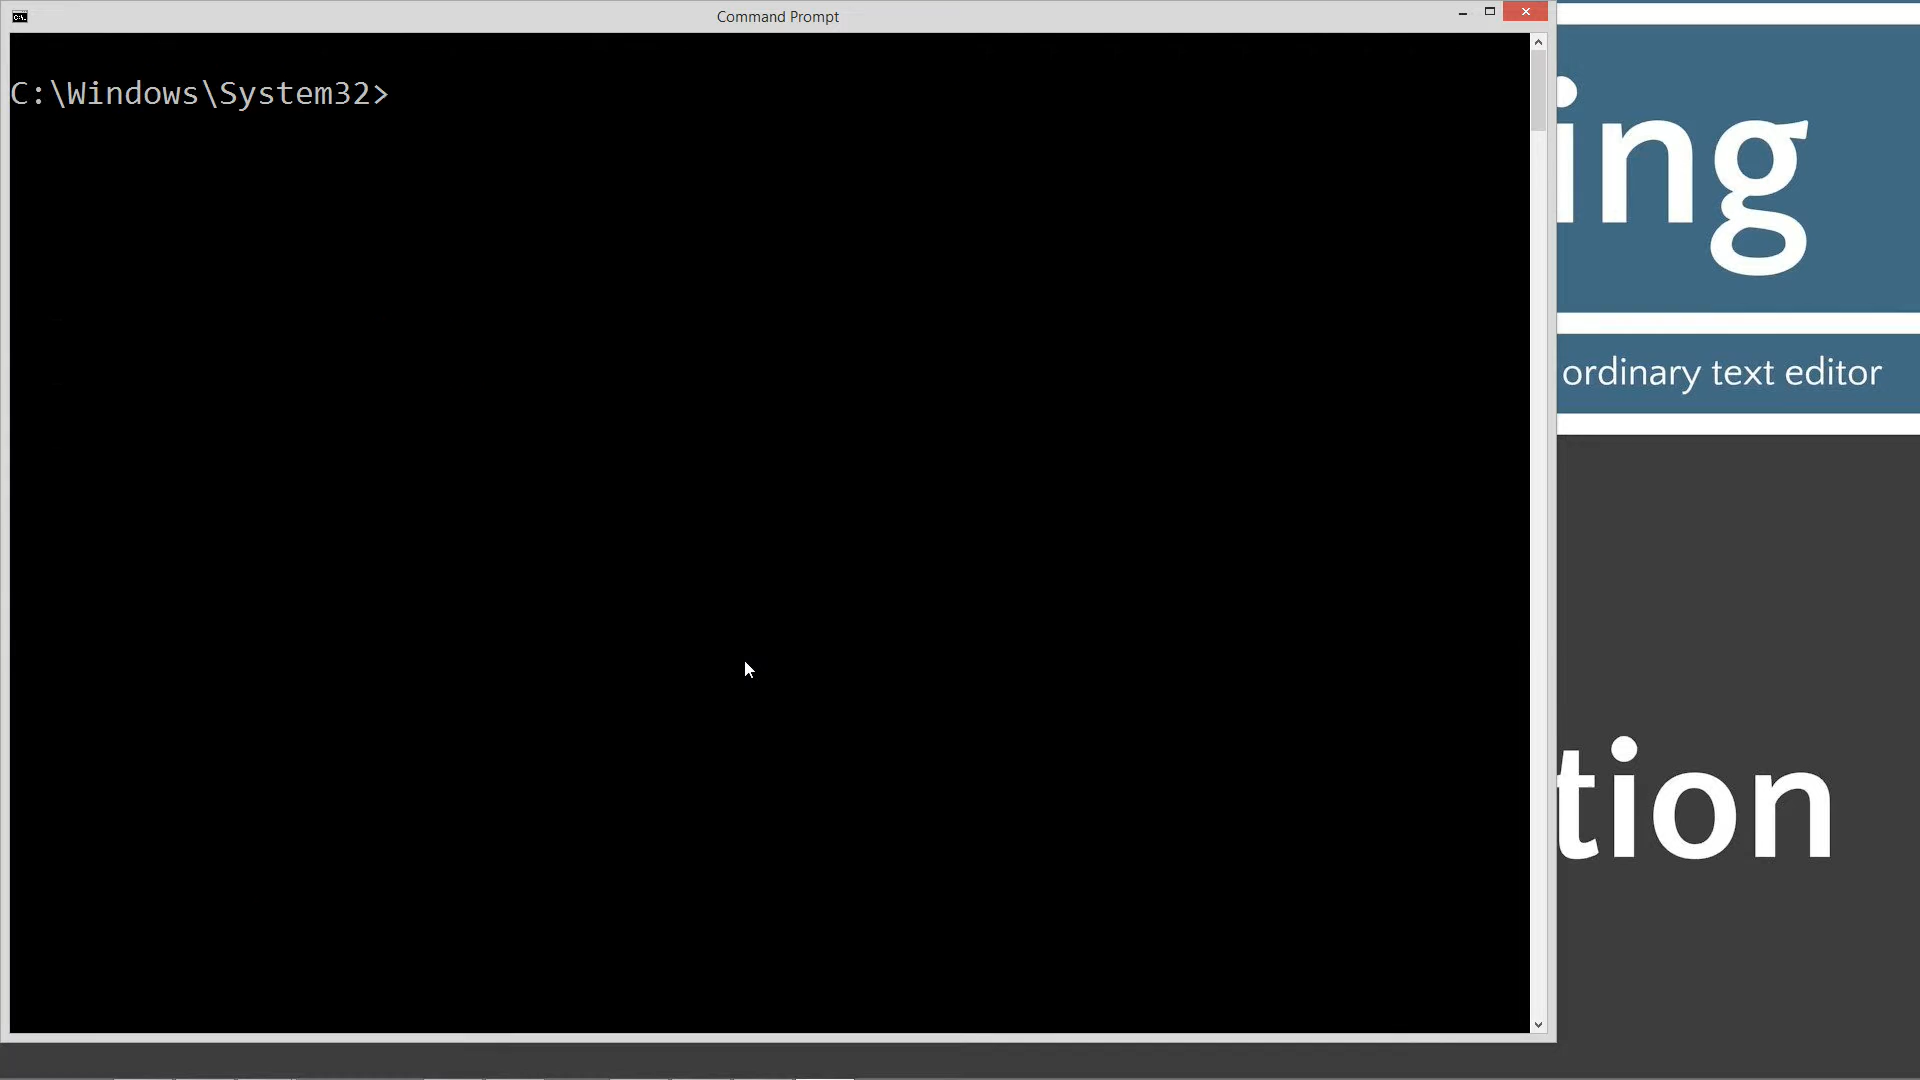 Command Prompt
C:\Windows\System32>
ing
ordinary text editor
tion